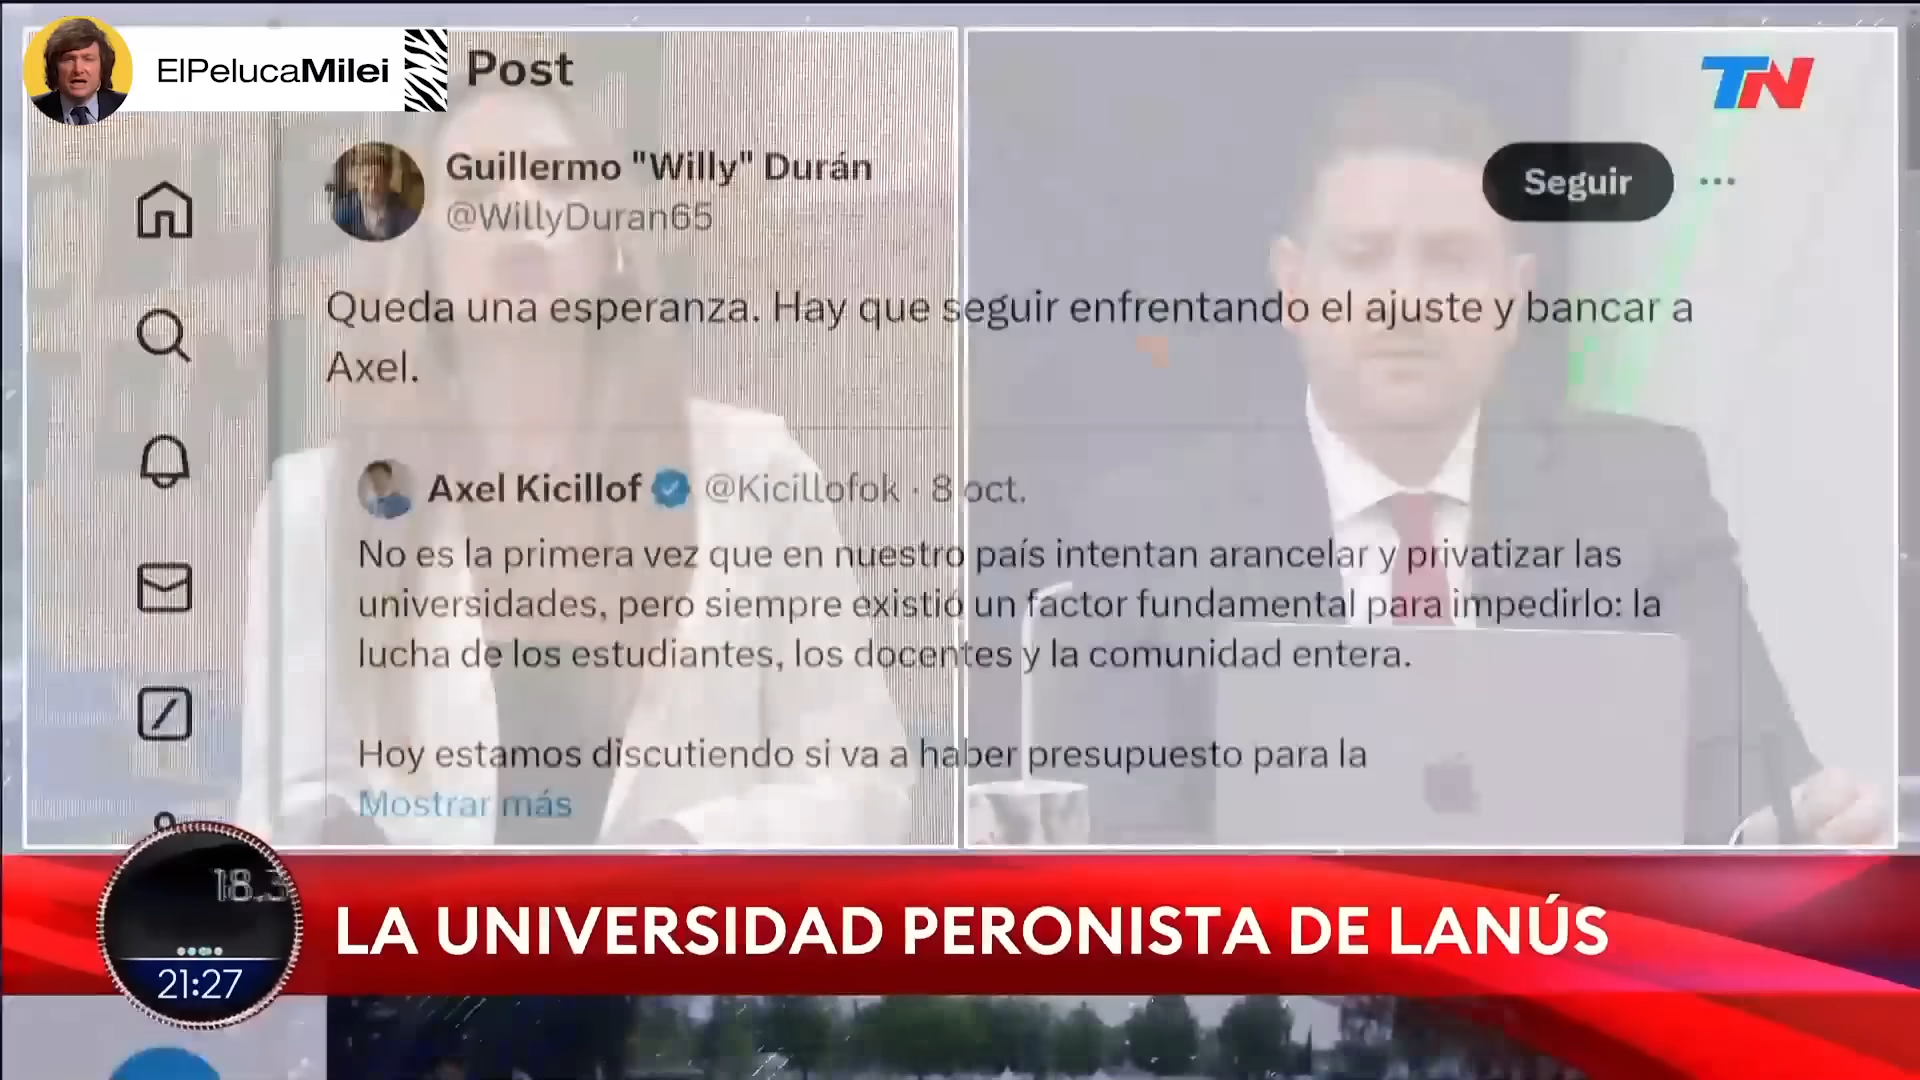 ElPelucaMilei
Post
TN
Guillermo "Willy" Durán
@WillyDuran65
Seguir
Queda una esperanza. Hay que seguir enfrentando el ajuste y bancar a
Axel.
Axel Kicillof @Kicillofok · 8 oct.
No es la primera vez que en nuestro país intentan arancelar y privatizar las
universidades, pero siempre existió un factor fundamental para impedirlo: la
lucha de los estudiantes, los docentes y la comunidad entera.
Hoy estamos discutiendo si va a haber presupuesto para la
Mostrar más
18.3
21:27
LA UNIVERSIDAD PERONISTA DE LANÚS